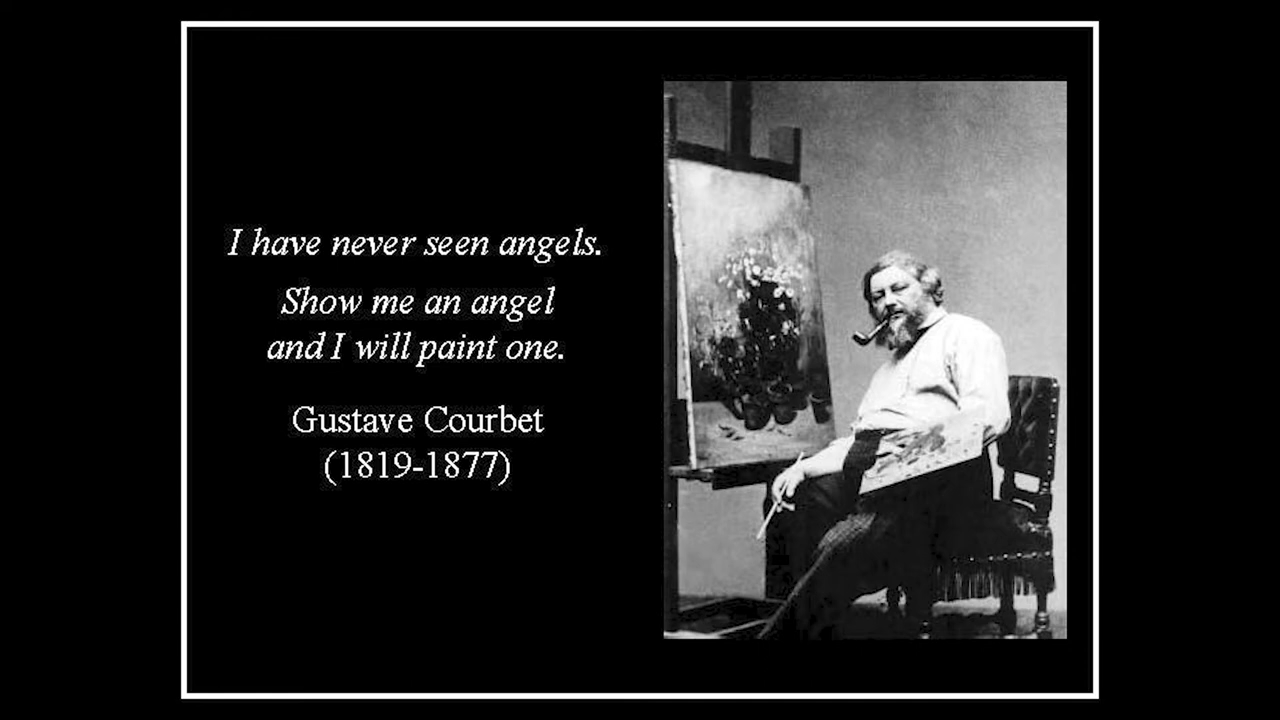 I have never seen angels.
Show me an angel
and I will paint one.
Gustave Courbet
(1819-1877)